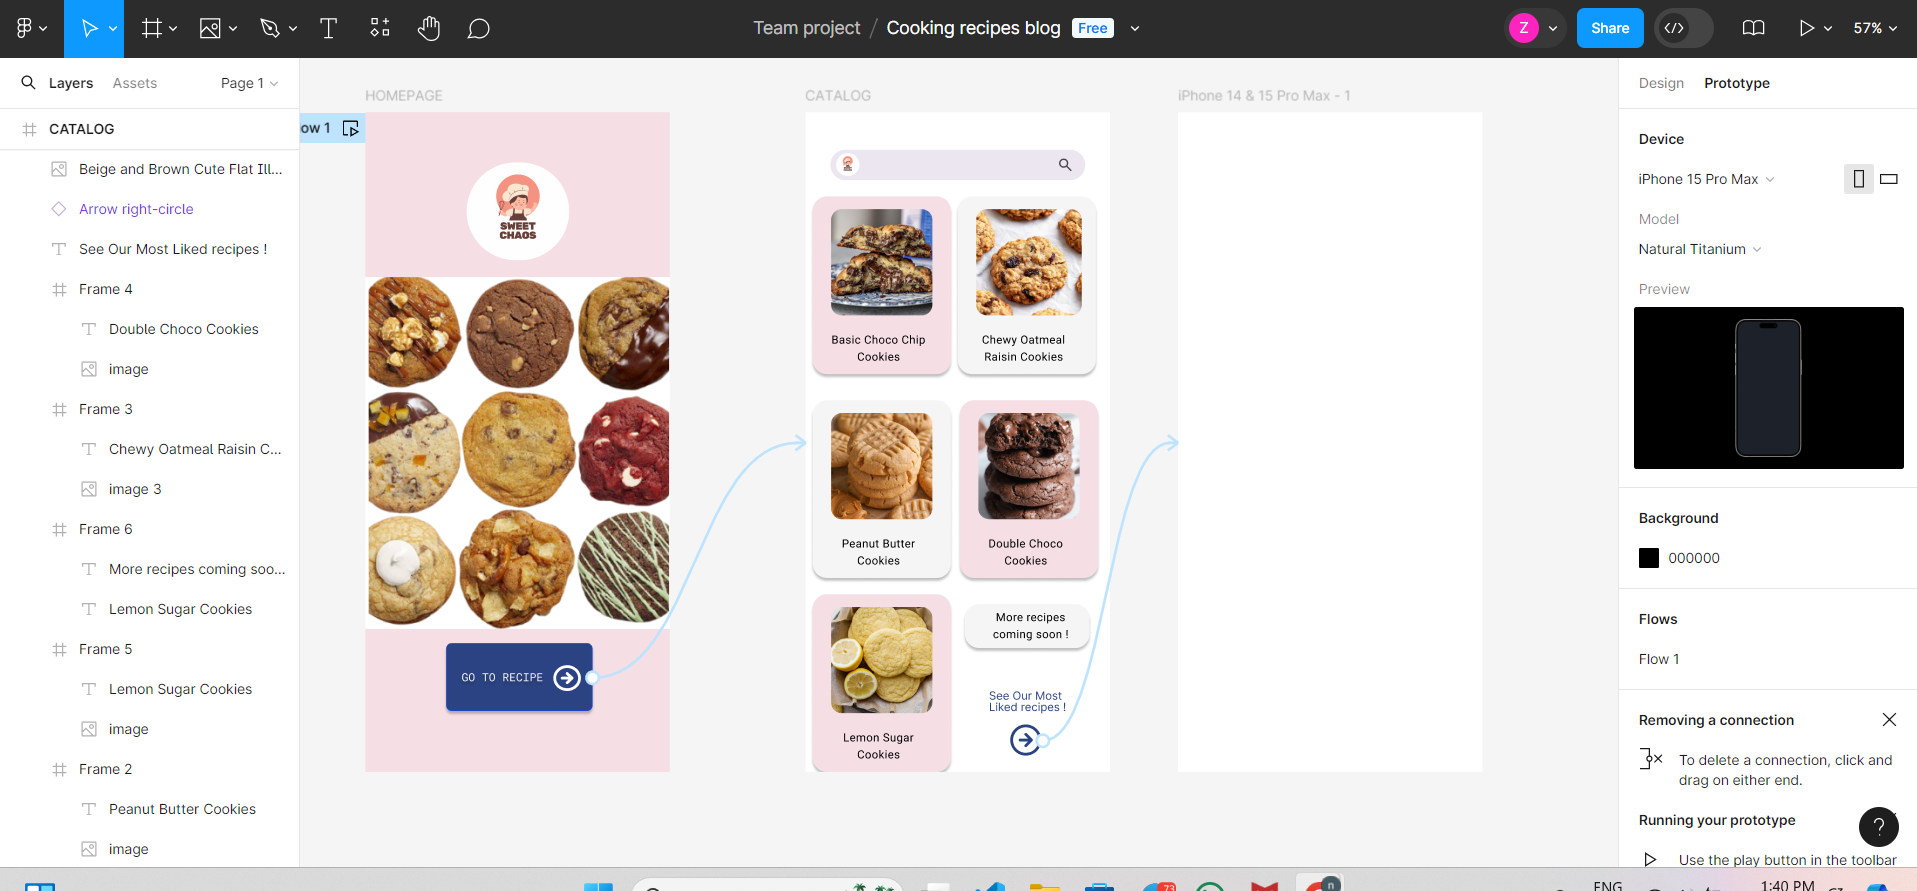 Team project / Cooking recipes blog Free
Z
Share
57%
Layers
Assets
Page 1
CATALOG
Beige and Brown Cute Flat Ill...
Arrow right-circle
See Our Most Liked recipes !
Frame 4
Double Choco Cookies
image
Frame 3
Chewy Oatmeal Raisin C...
image 3
Frame 6
More recipes coming soo...
Lemon Sugar Cookies
Frame 5
Lemon Sugar Cookies
image
Frame 2
Peanut Butter Cookies
image
HOMEPAGE
ow 1
SWEET
CHAOS
GO TO RECIPE
CATALOG
Basic Choco Chip
Cookies
Chewy Oatmeal
Raisin Cookies
Peanut Butter
Cookies
Double Choco
Cookies
Lemon Sugar
Cookies
More recipes
coming soon !
See Our Most
Liked recipes !
iPhone 14 & 15 Pro Max - 1
Design
Prototype
Device
iPhone 15 Pro Max
Model
Natural Titanium
Preview
Background
000000
Flows
Flow 1
Removing a connection
To delete a connection, click and
drag on either end.
Running your prototype
?
Use the play button in the toolbar
73
n
ENG
1:40 PM